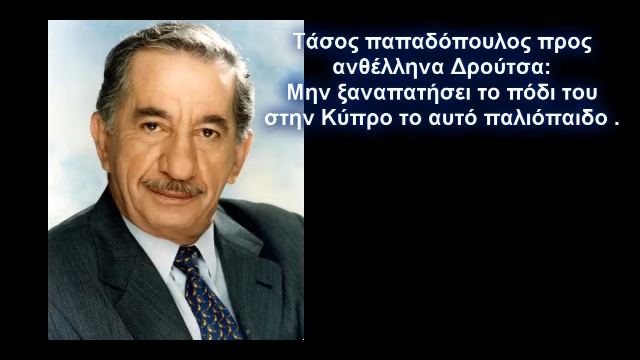 Τάσος παπαδόπουλος προς
ανθέλληνα Δρούτσα:
Μην ξαναπατήσει το πόδι του
στην Κύπρο το αυτό παλιόπαιδο .